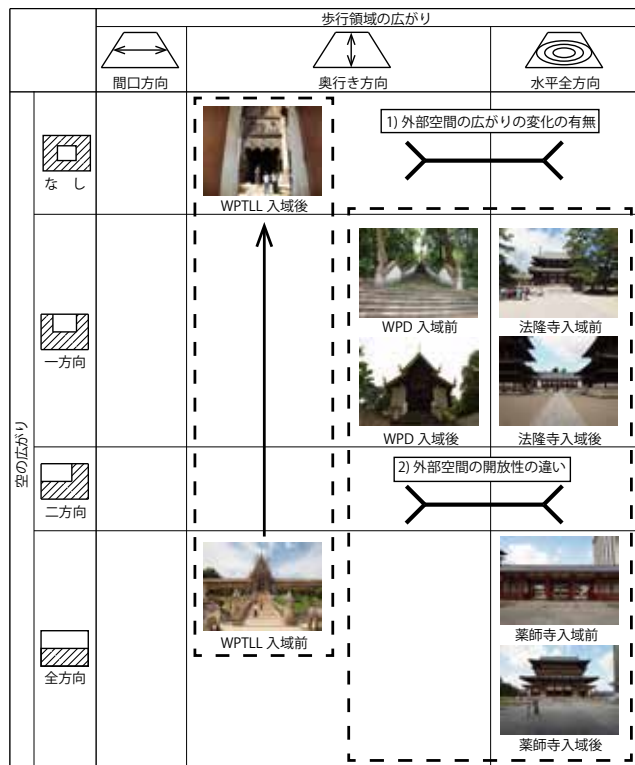 歩行領域の広がり
間口方向
奥行き方向
水平全方向
空の広がり
なし
WPTLL 入域後
1) 外部空間の広がりの変化の有無
一方向
WPD 入域前
法隆寺入域前
WPD 入域後
法隆寺入域後
二方向
2) 外部空間の開放性の違い
全方向
WPTLL 入域前
薬師寺入域前
薬師寺入域後